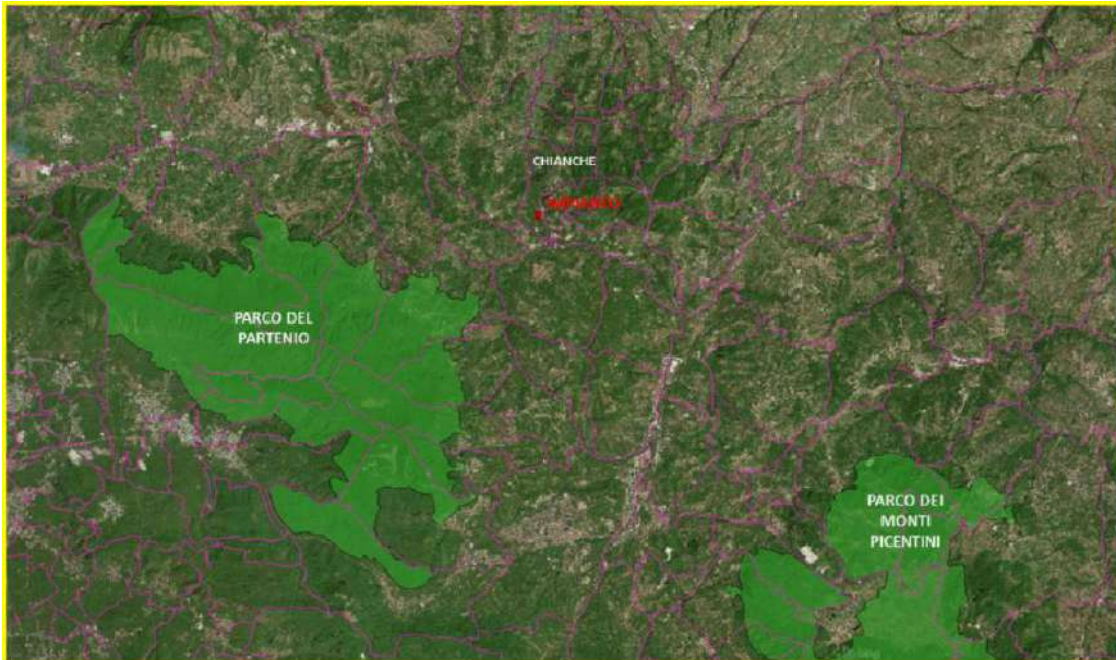 CHIANCHE
PARCO DEL
PARTENIO
PARCO DEI
MONTI
PICENTINI